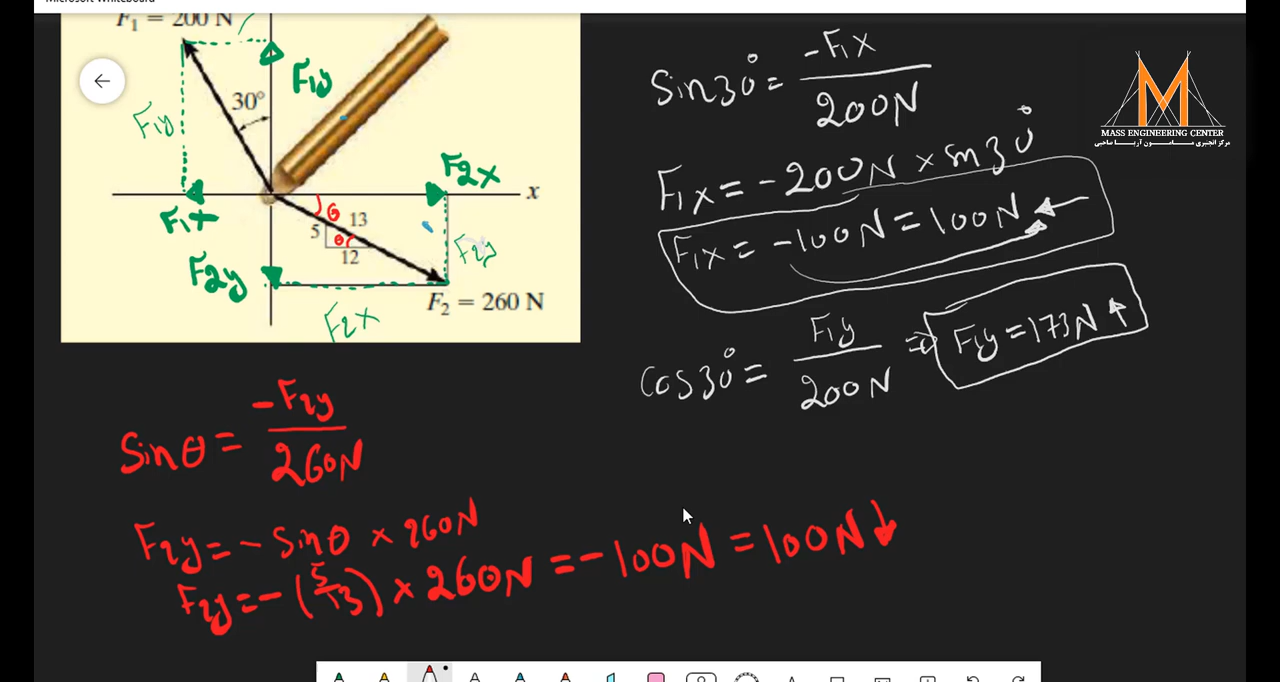 Microsoft Whiteboard
F₁ = 200 N
F1y
30°
F1y
F1x
F2x
x
θ
13
5
θ
12
F2y
F2y
F₂ = 260 N
F2x
Sin30° = -F1x / 200N
F1x = -200N × sin30°
F1x = -100N = 100N ←
Cos30° = F1y / 200N ⇒ F1y = 173N ↑
Sinθ = -F2y / 260N
F2y = - Sinθ × 260N
F2y = - (5/13) × 260N = -100N = 100N ↓
MASS ENGINEERING CENTER